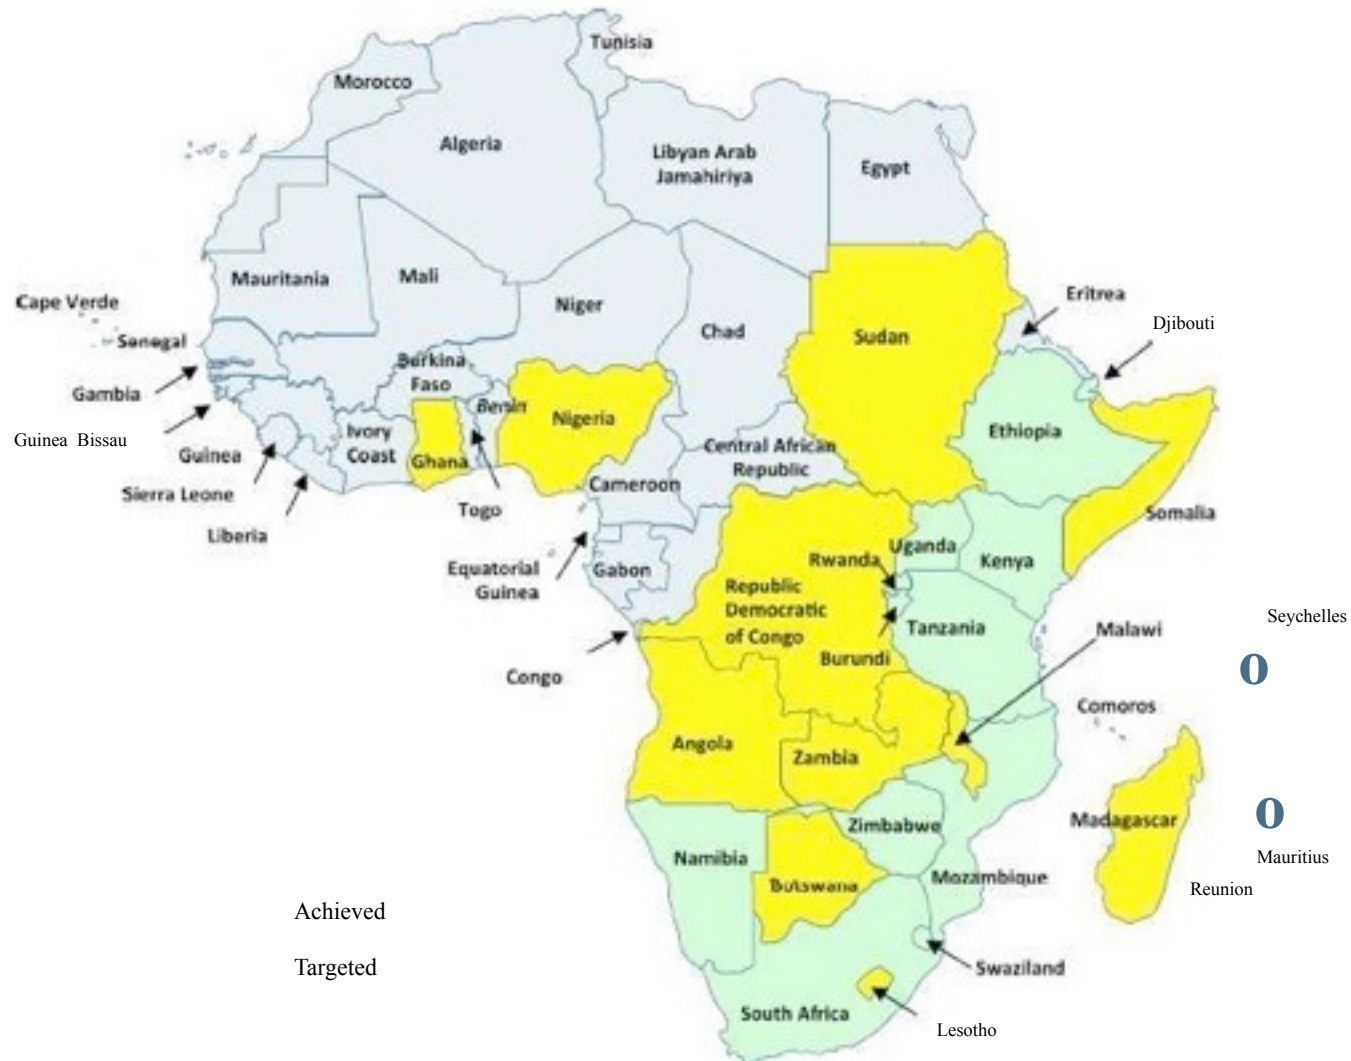 Tunisia
Morocco
Algeria
Libyan Arab
Jamahiriya
Egypt
Mauritania
Mali
Niger
Chad
Sudan
Eritrea
Djibouti
Cape Verde
Senegal
Gambia
Guinea Bissau
Guinea
Sierra Leone
Liberia
Burkina
Faso
Ivory
Coast
Ghana
Benin
Togo
Nigeria
Cameroon
Central African
Republic
Ethiopia
Somalia
Equatorial
Guinea
Gabon
Congo
Republic
Democratic
of Congo
Rwanda
Uganda
Kenya
Burundi
Tanzania
Malawi
Seychelles
o
Comoros
Angola
Zambia
Madagascar
o
Mauritius
Reunion
Zimbabwe
Namibia
Botswana
Mozambique
Achieved
Targeted
Swaziland
South Africa
Lesotho